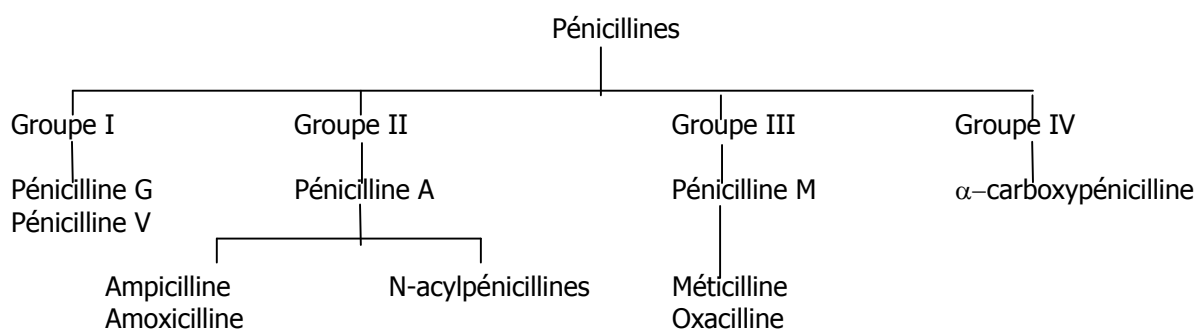 Pénicillines
Groupe I Groupe II Groupe III Groupe IV
Pénicilline G Pénicilline A Pénicilline M α−carboxypénicilline
Pénicilline V
Ampicilline N-acylpénicillines Méticilline
Amoxicilline Oxacilline